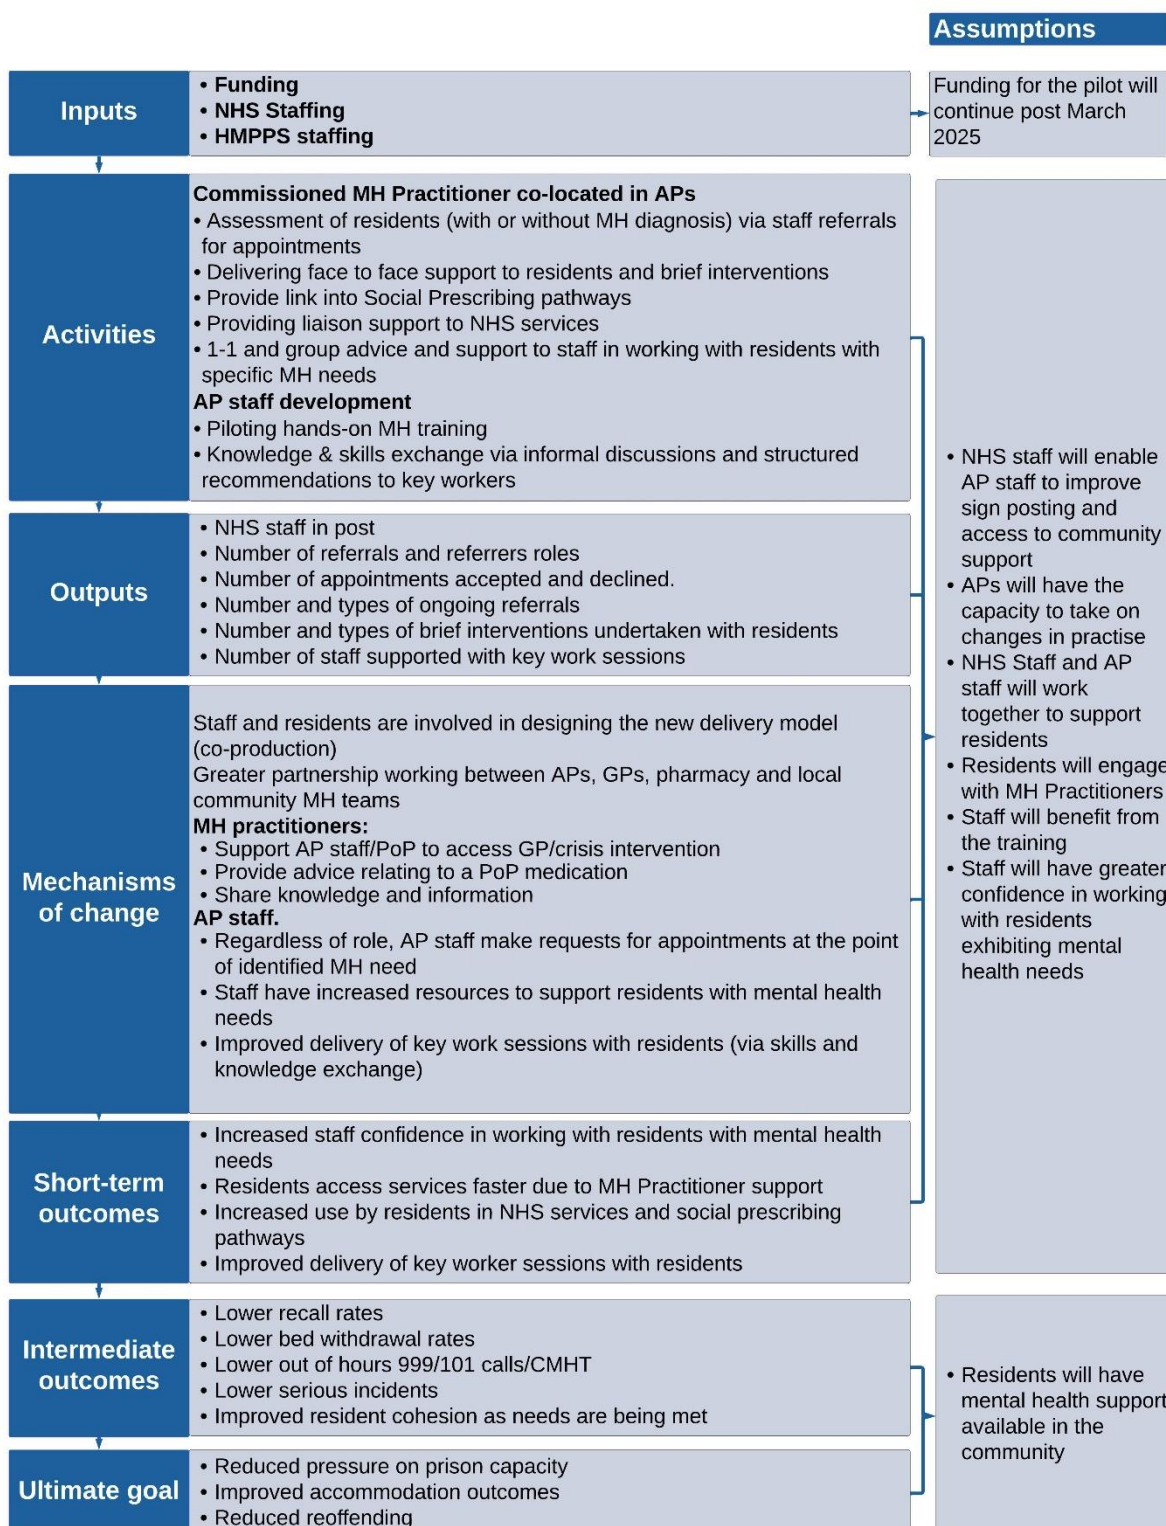 Assumptions
Inputs
• Funding
• NHS Staffing
• HMPPS staffing
Funding for the pilot will
continue post March
2025
Activities
Commissioned MH Practitioner co-located in APs
• Assessment of residents (with or without MH diagnosis) via staff referrals
for appointments
• Delivering face to face support to residents and brief interventions
• Provide link into Social Prescribing pathways
• Providing liaison support to NHS services
• 1-1 and group advice and support to staff in working with residents with
specific MH needs
AP staff development
• Piloting hands-on MH training
• Knowledge & skills exchange via informal discussions and structured
recommendations to key workers
Outputs
• NHS staff in post
• Number of referrals and referrers roles
• Number of appointments accepted and declined.
• Number and types of ongoing referrals
• Number and types of brief interventions undertaken with residents
• Number of staff supported with key work sessions
Mechanisms
of change
Staff and residents are involved in designing the new delivery model
(co-production)
Greater partnership working between APs, GPs, pharmacy and local
community MH teams
MH practitioners:
• Support AP staff/PoP to access GP/crisis intervention
• Provide advice relating to a PoP medication
• Share knowledge and information
AP staff.
• Regardless of role, AP staff make requests for appointments at the point
of identified MH need
• Staff have increased resources to support residents with mental health
needs
• Improved delivery of key work sessions with residents (via skills and
knowledge exchange)
Short-term
outcomes
• Increased staff confidence in working with residents with mental health
needs
• Residents access services faster due to MH Practitioner support
• Increased use by residents in NHS services and social prescribing
pathways
• Improved delivery of key worker sessions with residents
• NHS staff will enable
AP staff to improve
sign posting and
access to community
support
• APs will have the
capacity to take on
changes in practise
• NHS Staff and AP
staff will work
together to support
residents
• Residents will engage
with MH Practitioners
• Staff will benefit from
the training
• Staff will have greater
confidence in working
with residents
exhibiting mental
health needs
Intermediate
outcomes
• Lower recall rates
• Lower bed withdrawal rates
• Lower out of hours 999/101 calls/CMHT
• Lower serious incidents
• Improved resident cohesion as needs are being met
Ultimate goal
• Reduced pressure on prison capacity
• Improved accommodation outcomes
• Reduced reoffending
• Residents will have
mental health support
available in the
community